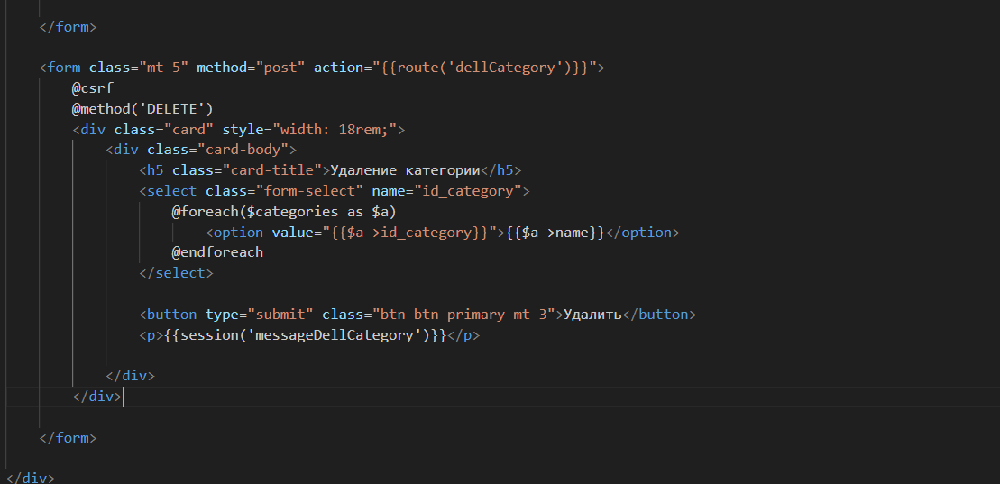 </form>
<form class="mt-5" method="post" action="{{route('dellCategory')}}">
@csrf
@method('DELETE')
<div class="card" style="width: 18rem;">
<div class="card-body">
<h5 class="card-title">Удаление категории</h5>
<select class="form-select" name="id_category">
@foreach($categories as $a)
<option value="{{$a->id_category}}">{{$a->name}}</option>
@endforeach
</select>
<button type="submit" class="btn btn-primary mt-3">Удалить</button>
<p>{{session('messageDellCategory')}}</p>
</div>
</div>
</form>
</div>